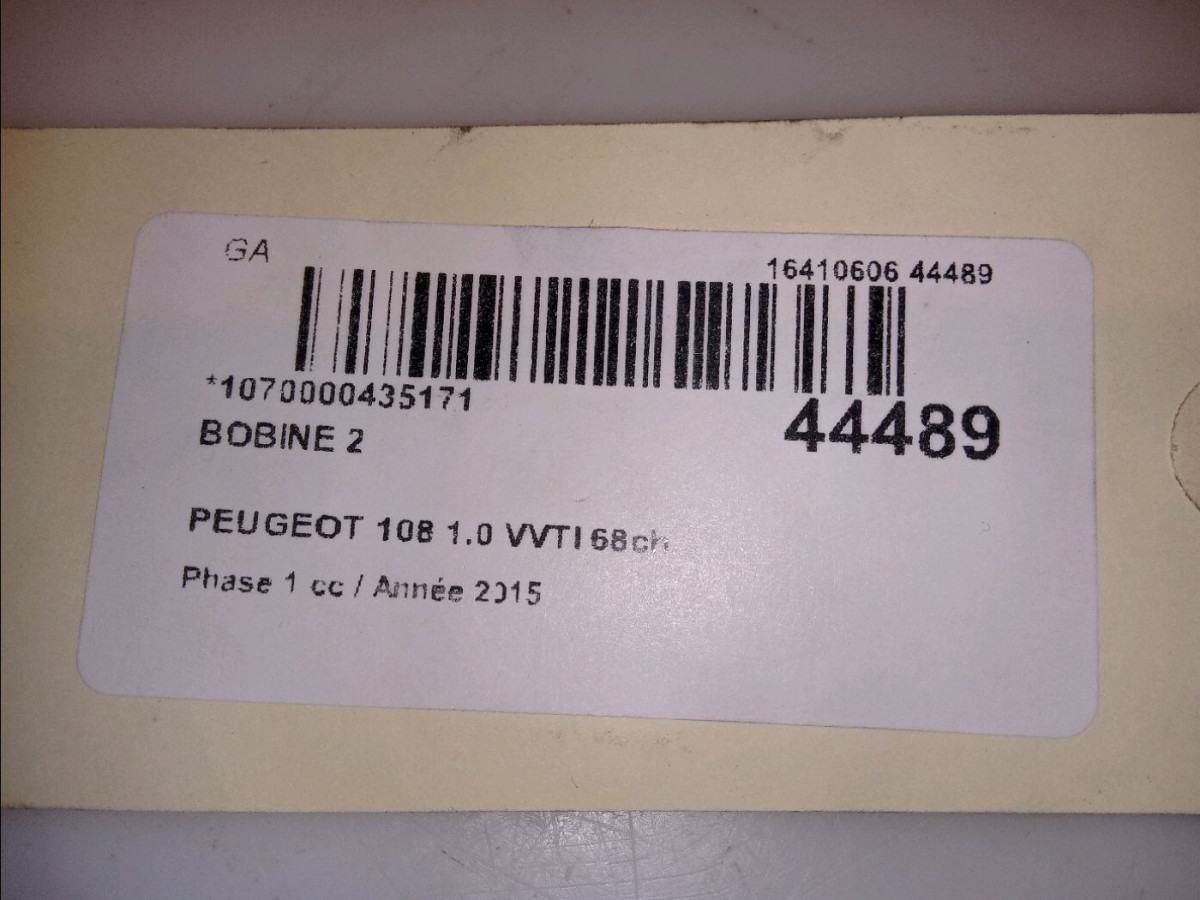 GA
16410606 44489
*1070000435171
44489
BOBINE 2
PEUGEOT 108 1.0 VVTI 68ch
Phase 1 cc / Année 2015